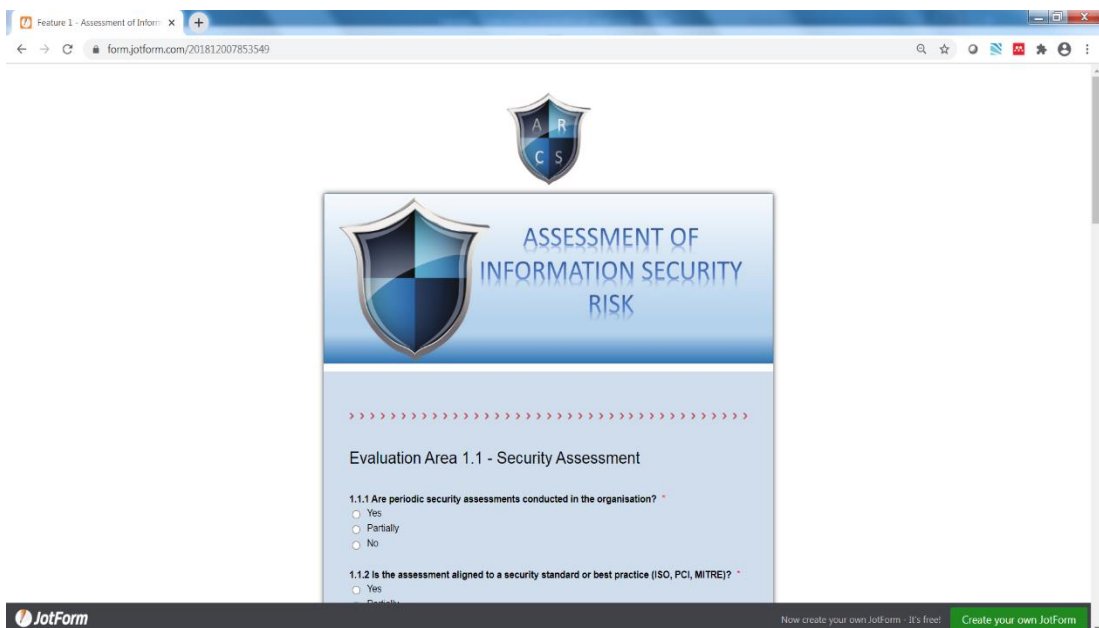 Feature 1 - Assessment of Inform
form.jotform.com/201812007853549
A R
C S
ASSESSMENT OF
INFORMATION SECURITY
RISK
Evaluation Area 1.1 - Security Assessment
1.1.1 Are periodic security assessments conducted in the organisation? *
Yes
Partially
No
1.1.2 Is the assessment aligned to a security standard or best practice (ISO, PCI, MITRE)? *
Yes
Partially
JotForm
Now create your own JotForm - It's free!
Create your own JotForm